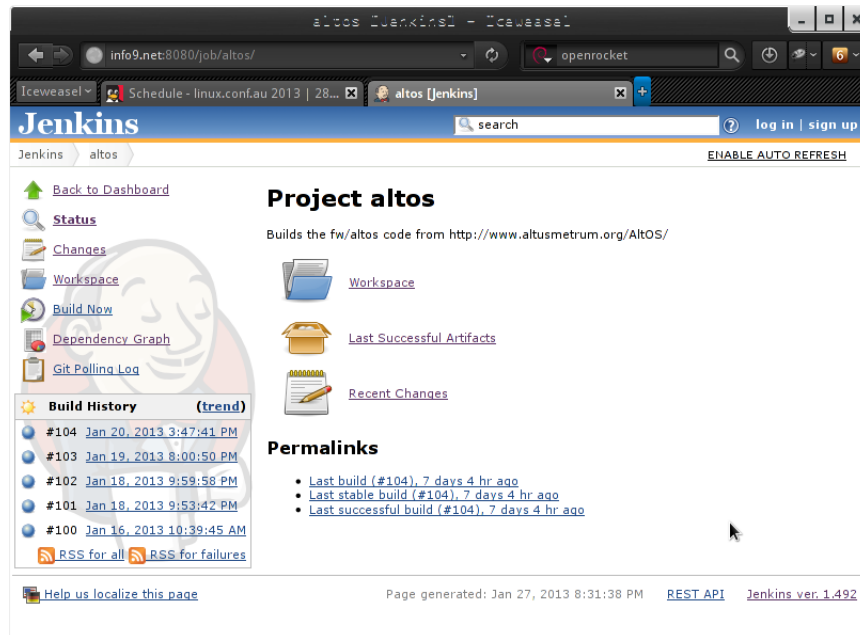 altos [Jenkins] - Iceweasel
info9.net:8080/job/altos/
openrocket
6
Iceweasel
Schedule - linux.conf.au 2013 | 28...
altos [Jenkins]
Jenkins
search
log in | sign up
Jenkins
altos
ENABLE AUTO REFRESH
Back to Dashboard
Status
Changes
Workspace
Build Now
Dependency Graph
Git Polling Log
Build History (trend)
#104 Jan 20, 2013 3:47:41 PM
#103 Jan 19, 2013 8:00:50 PM
#102 Jan 18, 2013 9:59:58 PM
#101 Jan 18, 2013 9:53:42 PM
#100 Jan 16, 2013 10:39:45 AM
RSS for all RSS for failures
Project altos
Builds the fw/altos code from http://www.altusmetrum.org/AltOS/
Workspace
Last Successful Artifacts
Recent Changes
Permalinks
Last build (#104), 7 days 4 hr ago
Last stable build (#104), 7 days 4 hr ago
Last successful build (#104), 7 days 4 hr ago
Help us localize this page
Page generated: Jan 27, 2013 8:31:38 PM
REST API
Jenkins ver. 1.492